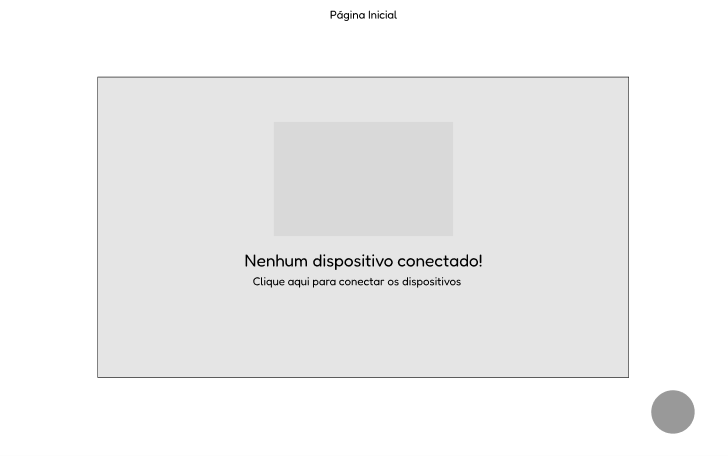 Página Inicial
Nenhum dispositivo conectado!
Clique aqui para conectar os dispositivos